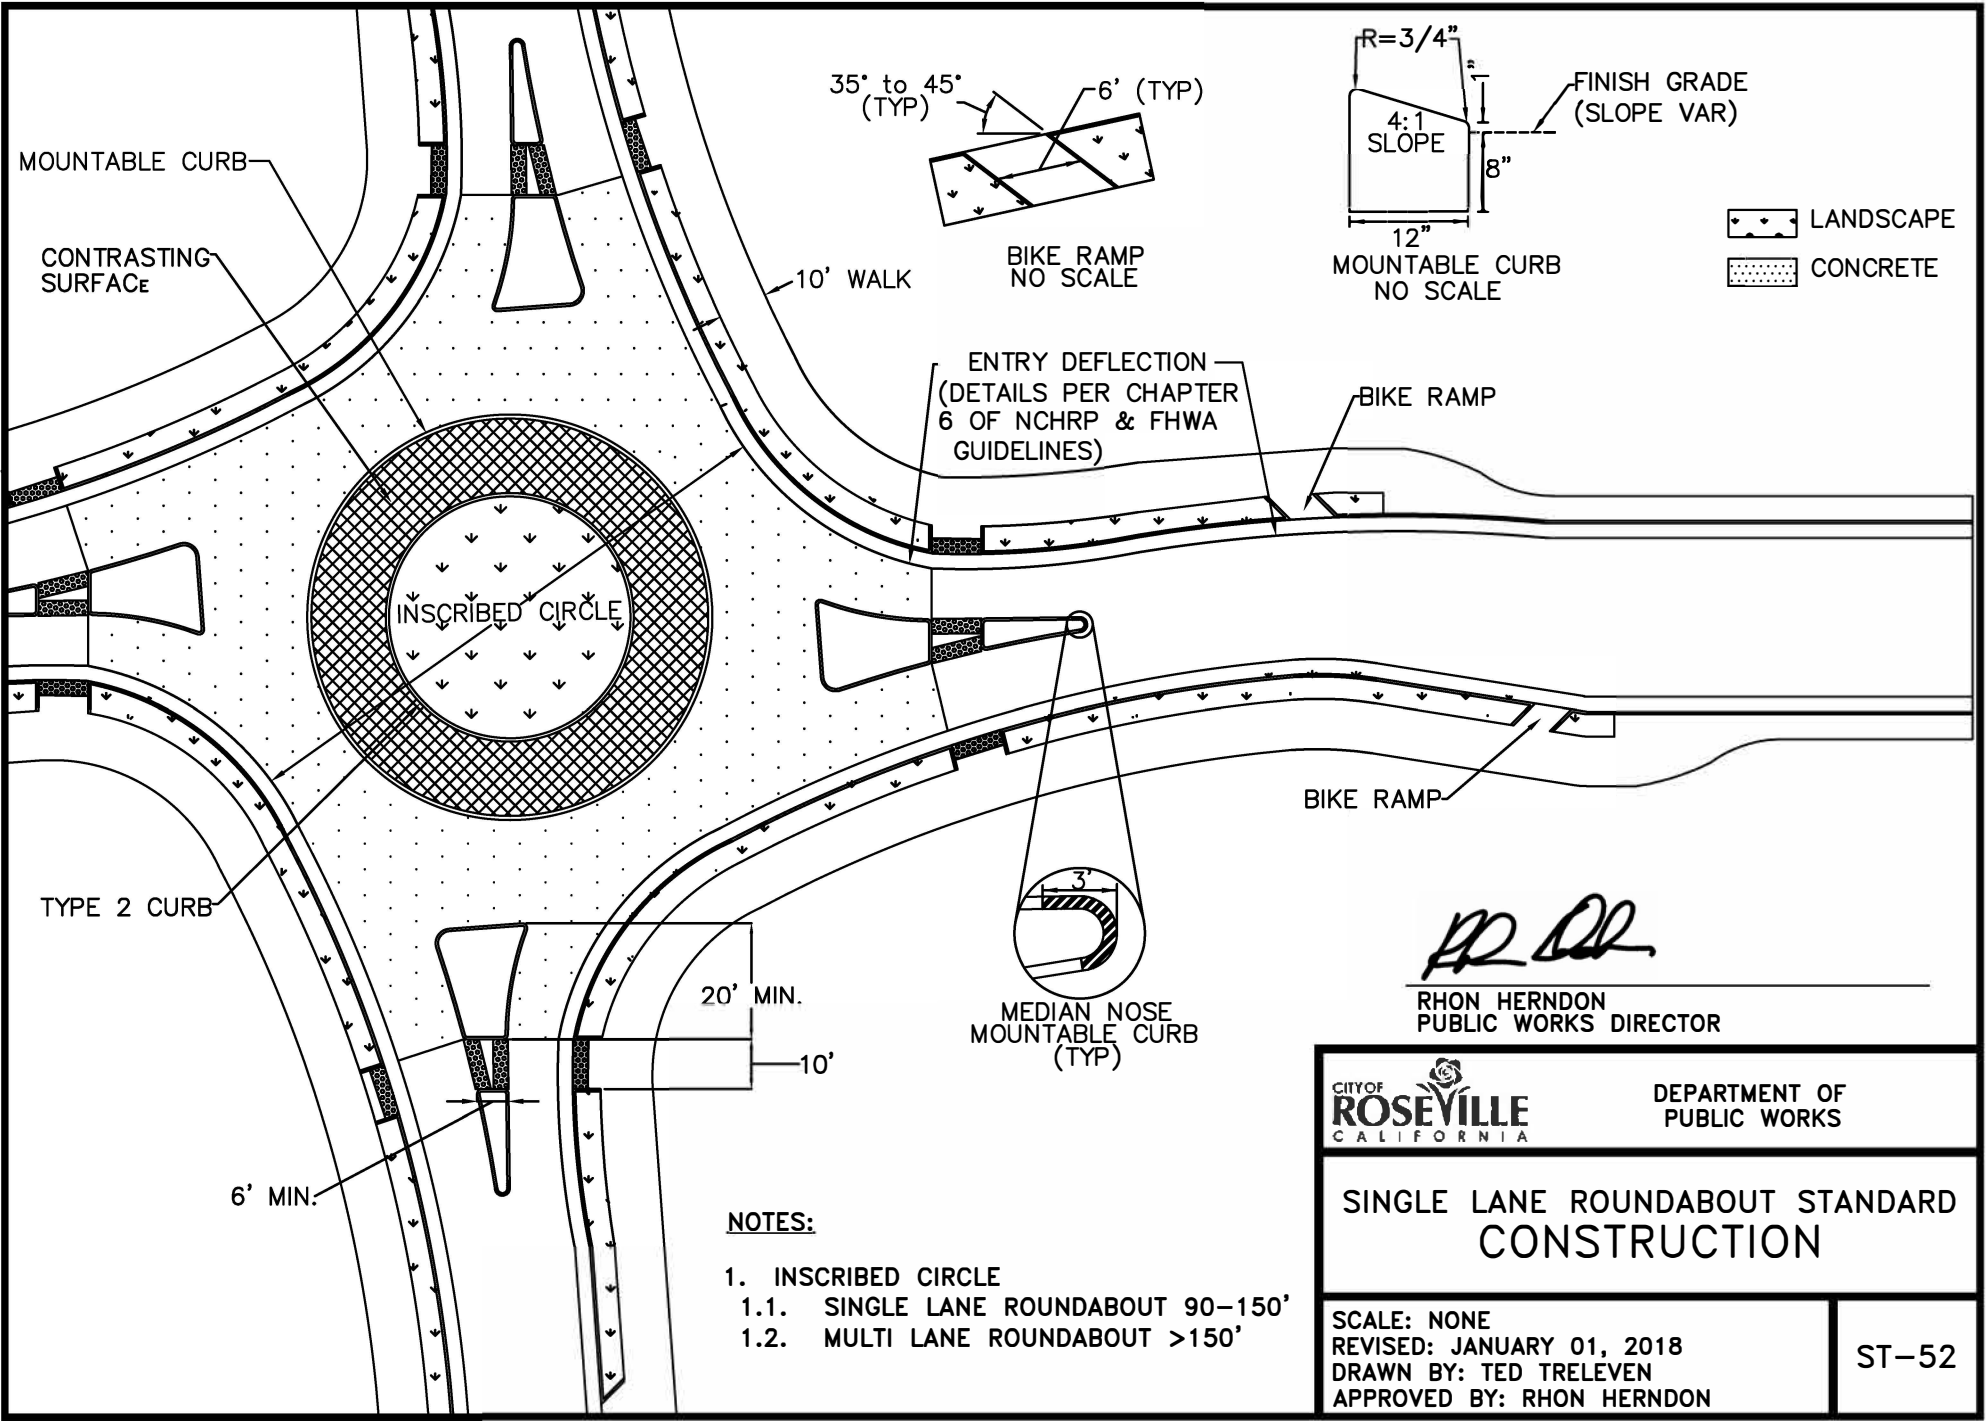 MOUNTABLE CURB
CONTRASTING
SURFACE
35° to 45°
(TYP)
6' (TYP)
BIKE RAMP
NO SCALE
R=3/4"
1"
4:1
SLOPE
FINISH GRADE
(SLOPE VAR)
8"
12"
MOUNTABLE CURB
NO SCALE
LANDSCAPE
CONCRETE
10' WALK
ENTRY DEFLECTION
(DETAILS PER CHAPTER
6 OF NCHRP & FHWA
GUIDELINES)
BIKE RAMP
INSCRIBED CIRCLE
BIKE RAMP
TYPE 2 CURB
3'
MEDIAN NOSE
MOUNTABLE CURB
(TYP)
20' MIN.
10'
6' MIN.
NOTES:
1. INSCRIBED CIRCLE
1.1. SINGLE LANE ROUNDABOUT 90-150'
1.2. MULTI LANE ROUNDABOUT >150'
RHON HERNDON
PUBLIC WORKS DIRECTOR
CITY OF
ROSEVILLE
CALIFORNIA
DEPARTMENT OF
PUBLIC WORKS
SINGLE LANE ROUNDABOUT STANDARD
CONSTRUCTION
SCALE: NONE
REVISED: JANUARY 01, 2018
DRAWN BY: TED TRELEVEN
APPROVED BY: RHON HERNDON
ST-52